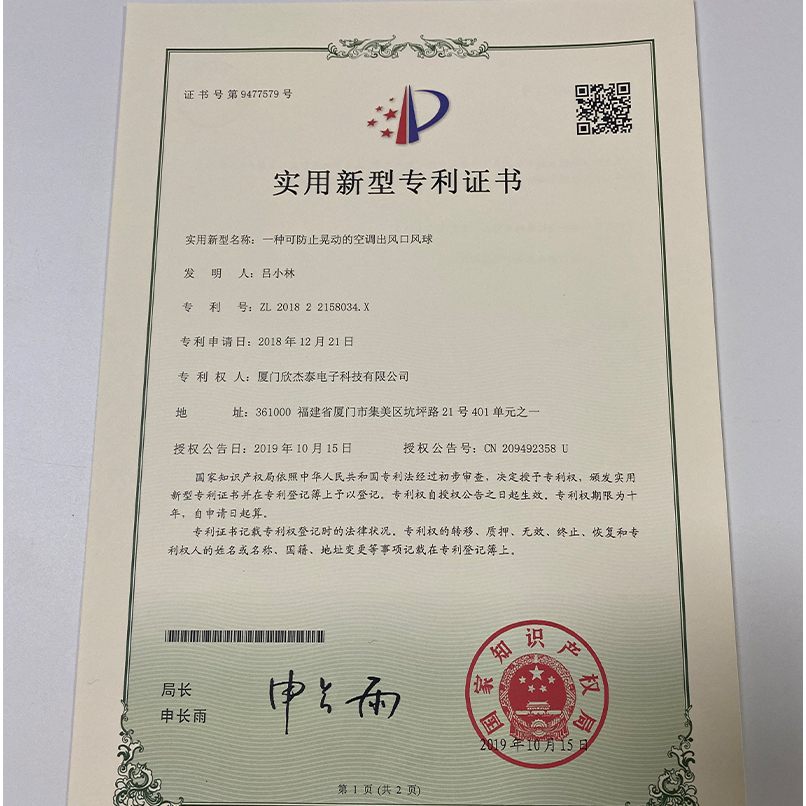 证书号第9477579号
实用新型专利证书
实用新型名称：一种可防止晃动的空调出风口风球
发明人：吕小林
专利号：ZL 2018 2 2158034.X
专利申请日：2018年12月21日
专利权人：厦门欣杰泰电子科技有限公司
地址：361000 福建省厦门市集美区坑坪路21号401单元之一
授权公告日：2019年10月15日 授权公告号：CN 209492358 U
国家知识产权局依照中华人民共和国专利法经过初步审查，决定授予专利权，颁发实用
新型专利证书并在专利登记簿上予以登记。专利权自授权公告之日起生效。专利权期限为十
年，自申请日起算。
专利证书记载专利权登记时的法律状况。专利权的转移、质押、无效、终止、恢复和专
利权人的姓名或名称、国籍、地址变更等事项记载在专利登记簿上。
局长
申长雨
申长雨
国家知识产权局
2019年10月15日
第1页(共2页)